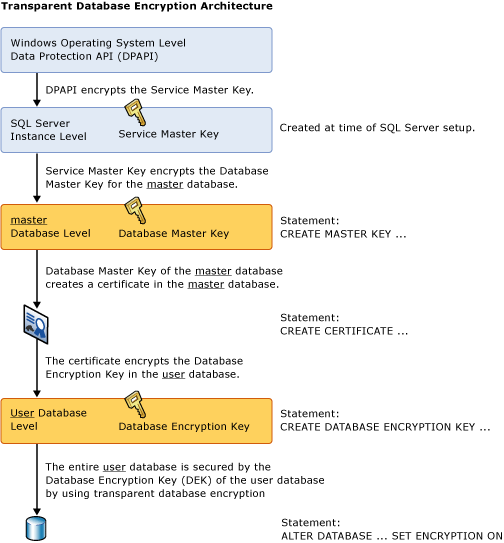 Transparent Database Encryption Architecture
Windows Operating System Level
Data Protection API (DPAPI)
DPAPI encrypts the Service Master Key.
SQL Server
Instance Level
Service Master Key
Created at time of SQL Server setup.
Service Master Key encrypts the Database
Master Key for the master database.
master
Database Level
Database Master Key
Statement:
CREATE MASTER KEY ...
Database Master Key of the master database
creates a certificate in the master database.
Statement:
CREATE CERTIFICATE ...
The certificate encrypts the Database
Encryption Key in the user database.
User Database
Level
Database Encryption Key
Statement:
CREATE DATABASE ENCRYPTION KEY ...
The entire user database is secured by the
Database Encryption Key (DEK) of the user database
by using transparent database encryption
Statement:
ALTER DATABASE ... SET ENCRYPTION ON